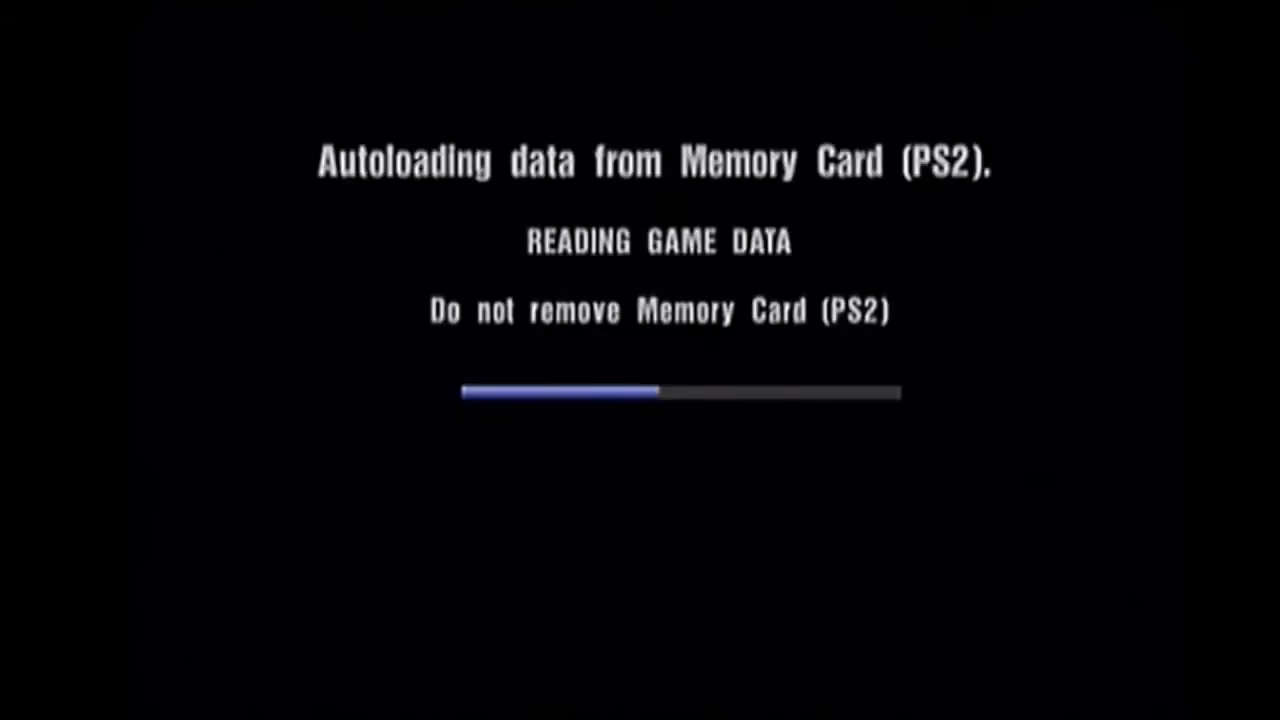 Autoloading data from Memory Card (PS2).
READING GAME DATA
Do not remove Memory Card (PS2)